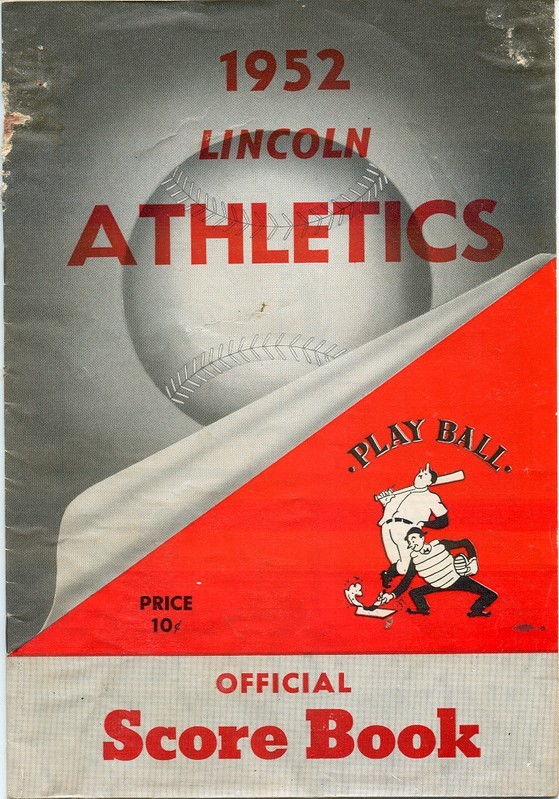 1952
LINCOLN
ATHLETICS
·PLAY BALL·
PRICE
10¢
OFFICIAL
Score Book